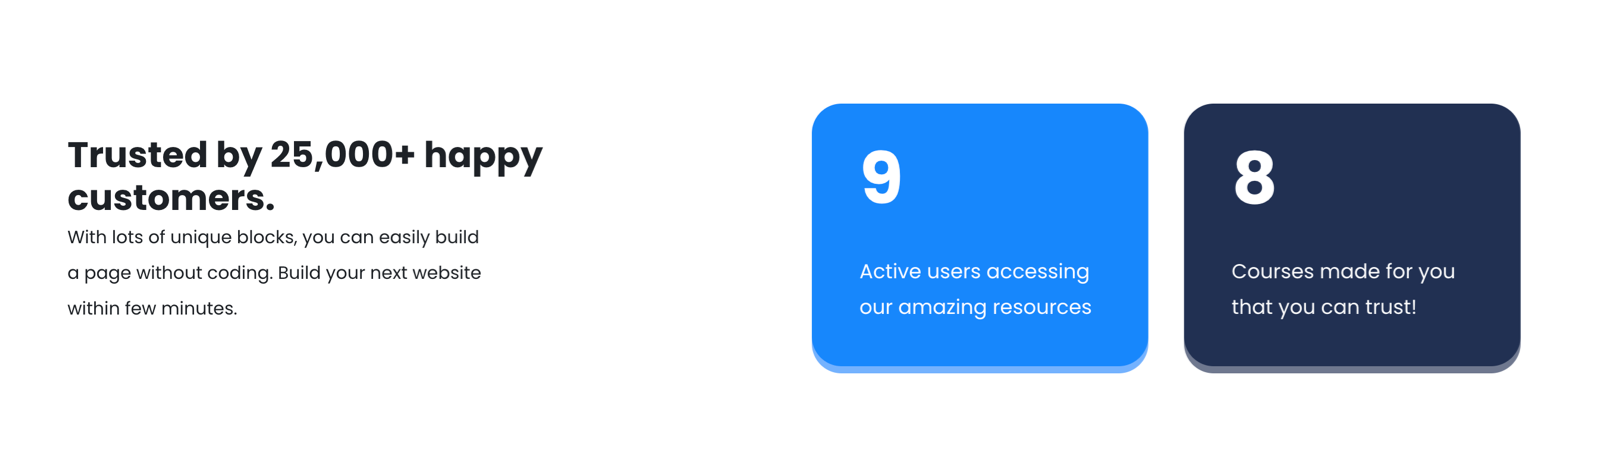 Trusted by 25,000+ happy
customers.
With lots of unique blocks, you can easily build
a page without coding. Build your next website
within few minutes.
9
Active users accessing
our amazing resources
8
Courses made for you
that you can trust!